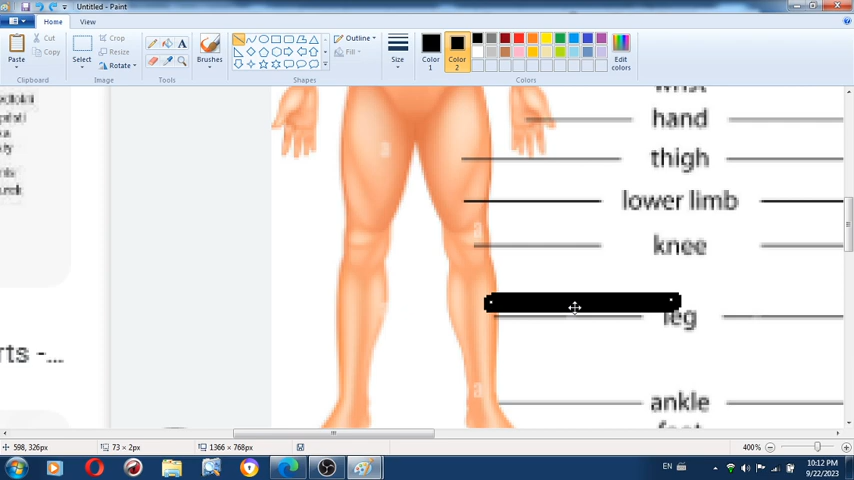 Untitled - Paint
Home View
Paste
Cut
Copy
Clipboard
Select
Crop
Resize
Rotate
Image
A
Tools
Brushes
Outline
Fill
Shapes
Size
Color 1
Color 2
Edit colors
Colors
hand
thigh
lower limb
knee
leg
ankle
rts -...
a
a
a
598, 326px
73 × 2px
1366 × 768px
400%
EN
10:12 PM
9/22/2023